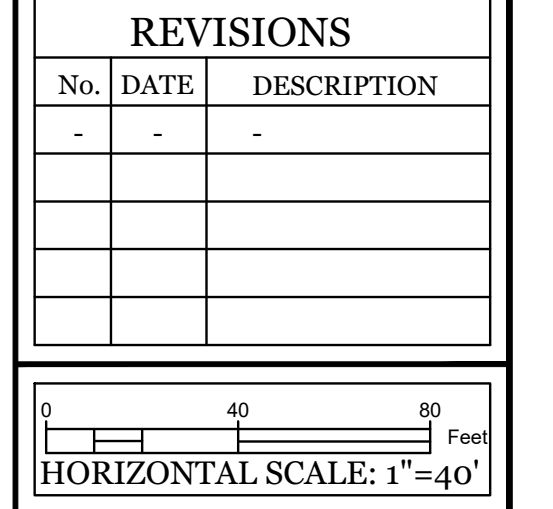 REVISIONS
No. DATE DESCRIPTION
- - -
0 40 80
Feet
HORIZONTAL SCALE: 1"=40'